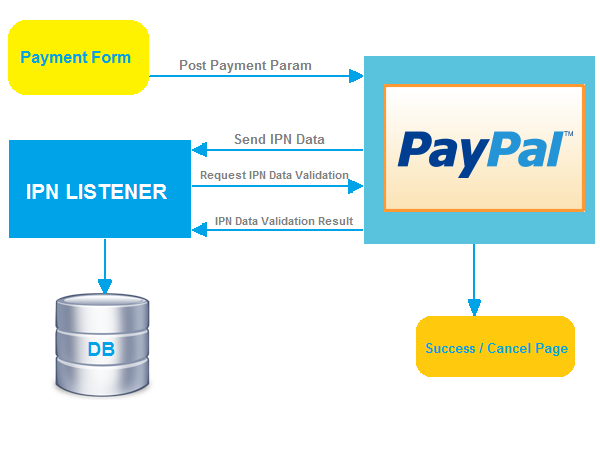 Payment Form
Post Payment Param
Send IPN Data
PayPal™
IPN LISTENER
Request IPN Data Validation
IPN Data Validation Result
DB
Success / Cancel Page